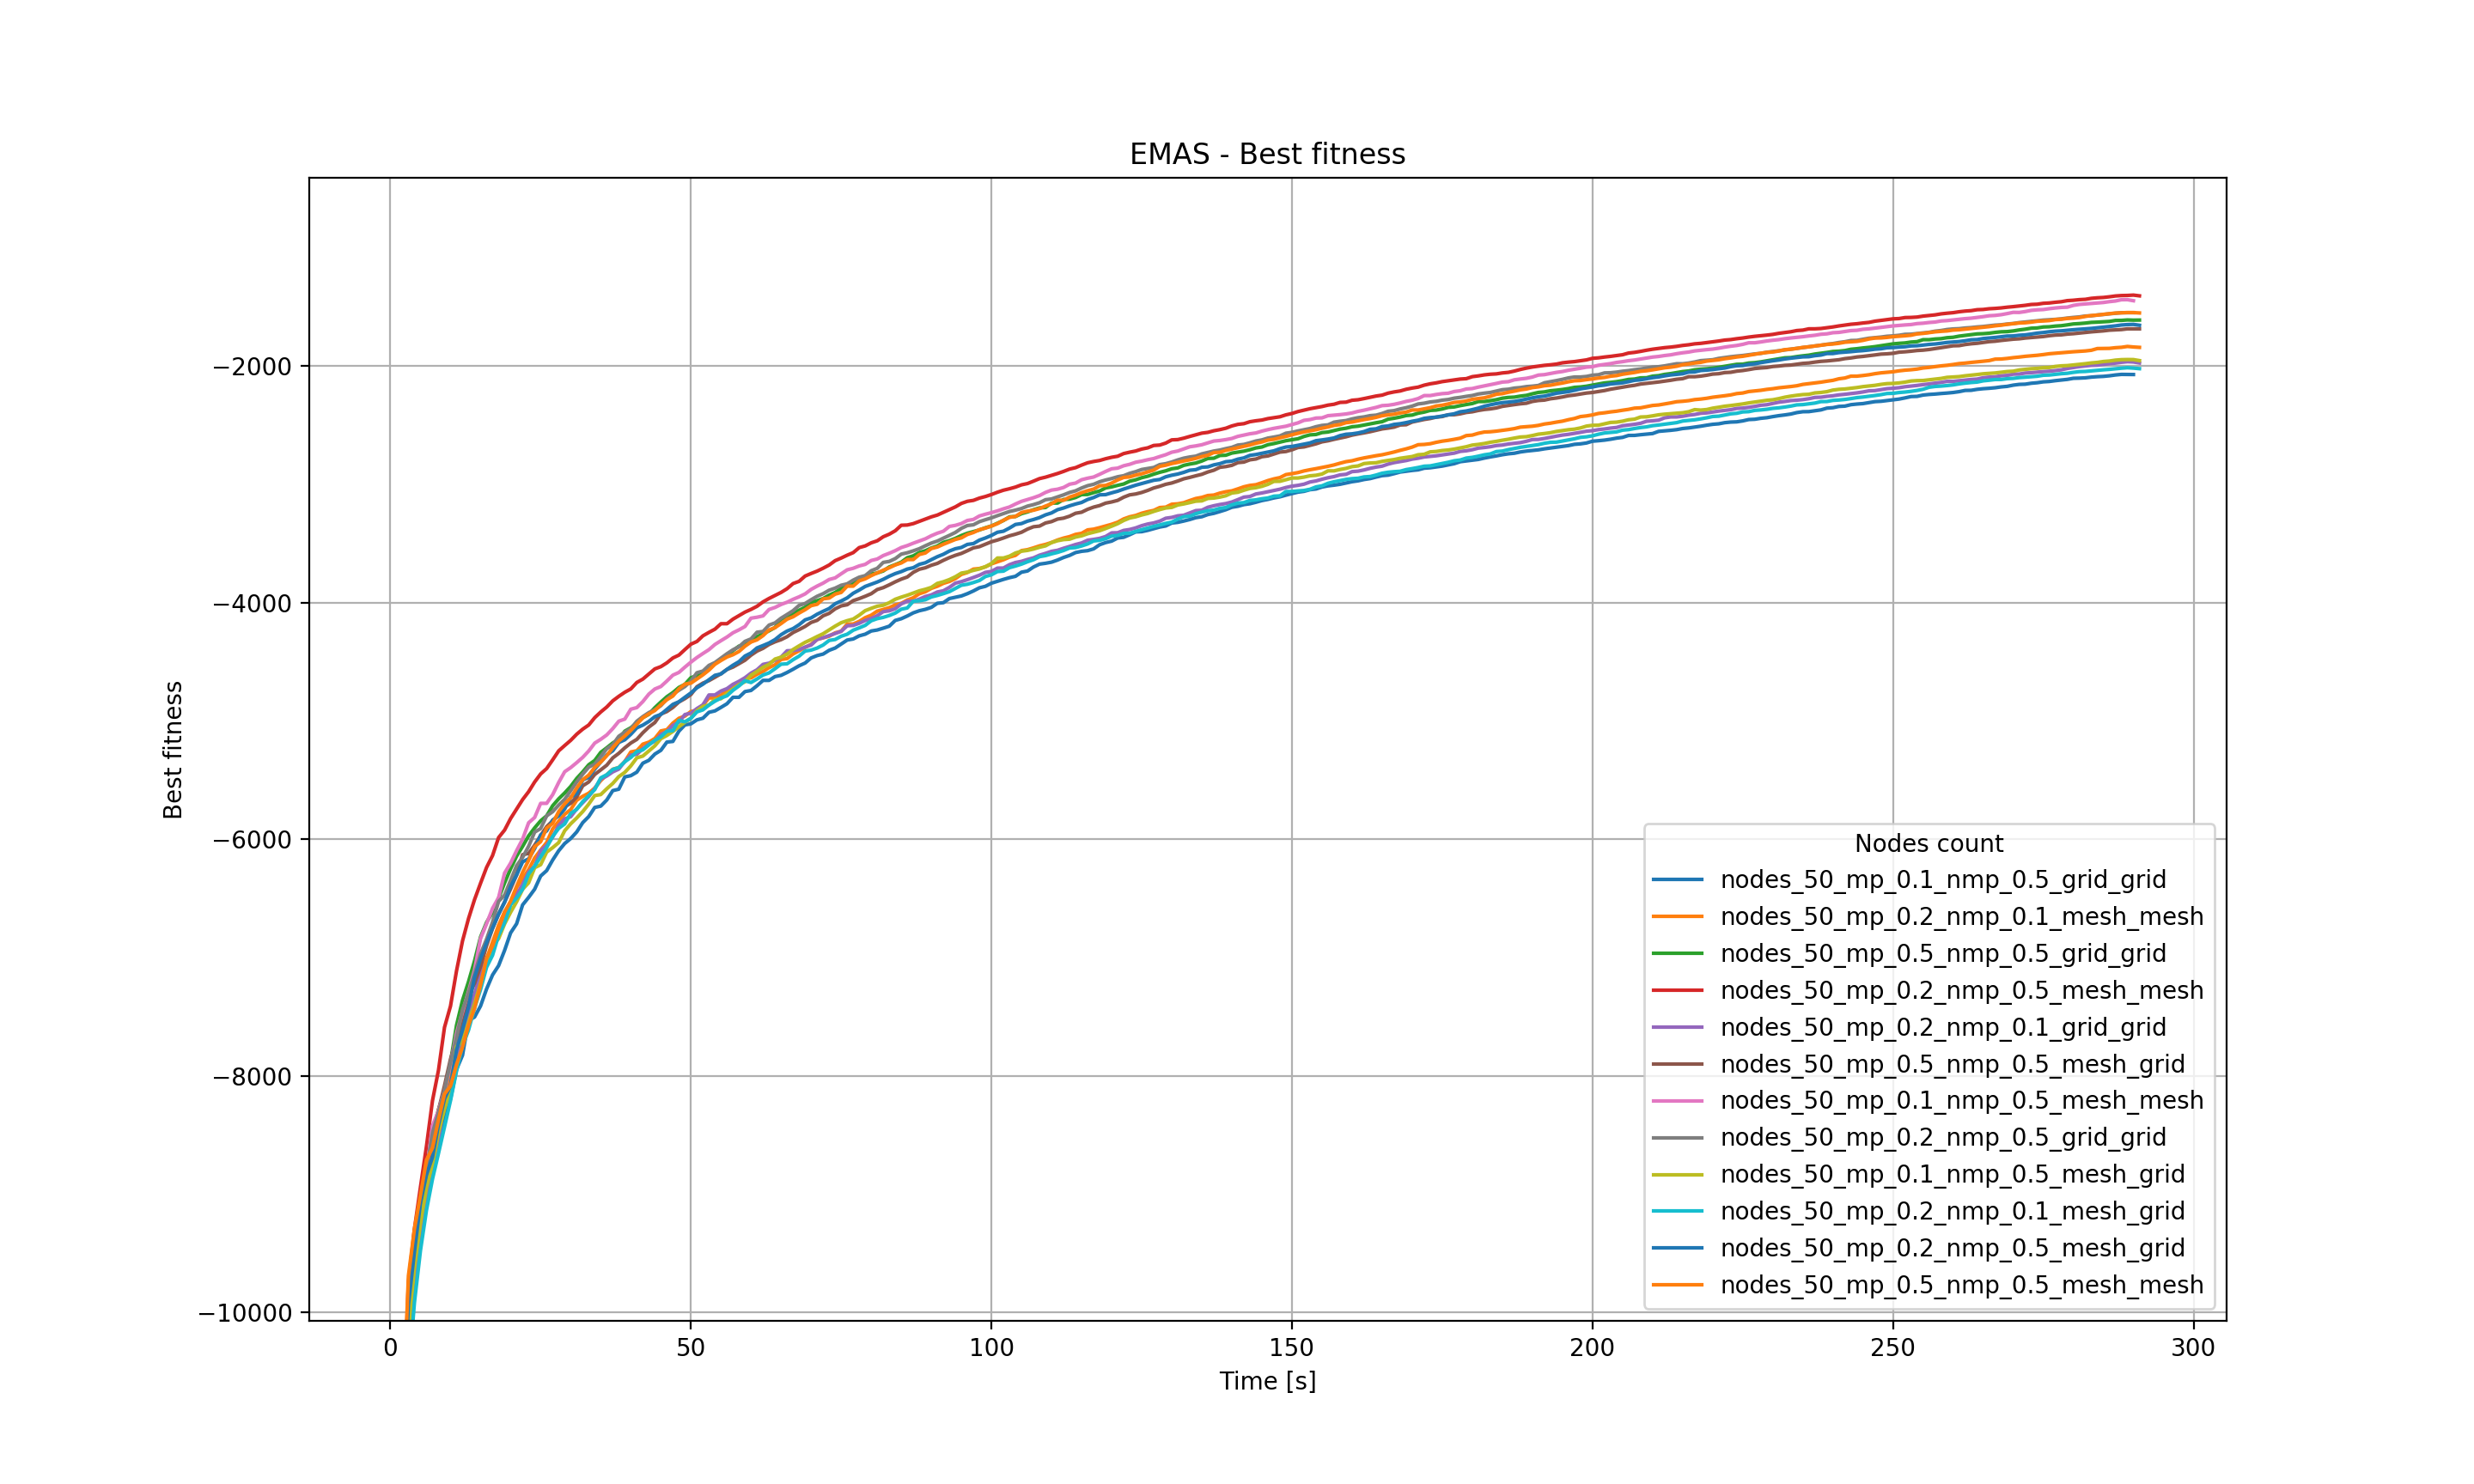 EMAS - Best fitness
Best fitness
−2000
−4000
−6000
−8000
−10000
0 50 100 150 200 250 300
Time [s]
Nodes count
nodes_50_mp_0.1_nmp_0.5_grid_grid
nodes_50_mp_0.2_nmp_0.1_mesh_mesh
nodes_50_mp_0.5_nmp_0.5_grid_grid
nodes_50_mp_0.2_nmp_0.5_mesh_mesh
nodes_50_mp_0.2_nmp_0.1_grid_grid
nodes_50_mp_0.5_nmp_0.5_mesh_grid
nodes_50_mp_0.1_nmp_0.5_mesh_mesh
nodes_50_mp_0.2_nmp_0.5_grid_grid
nodes_50_mp_0.1_nmp_0.5_mesh_grid
nodes_50_mp_0.2_nmp_0.1_mesh_grid
nodes_50_mp_0.2_nmp_0.5_mesh_grid
nodes_50_mp_0.5_nmp_0.5_mesh_mesh